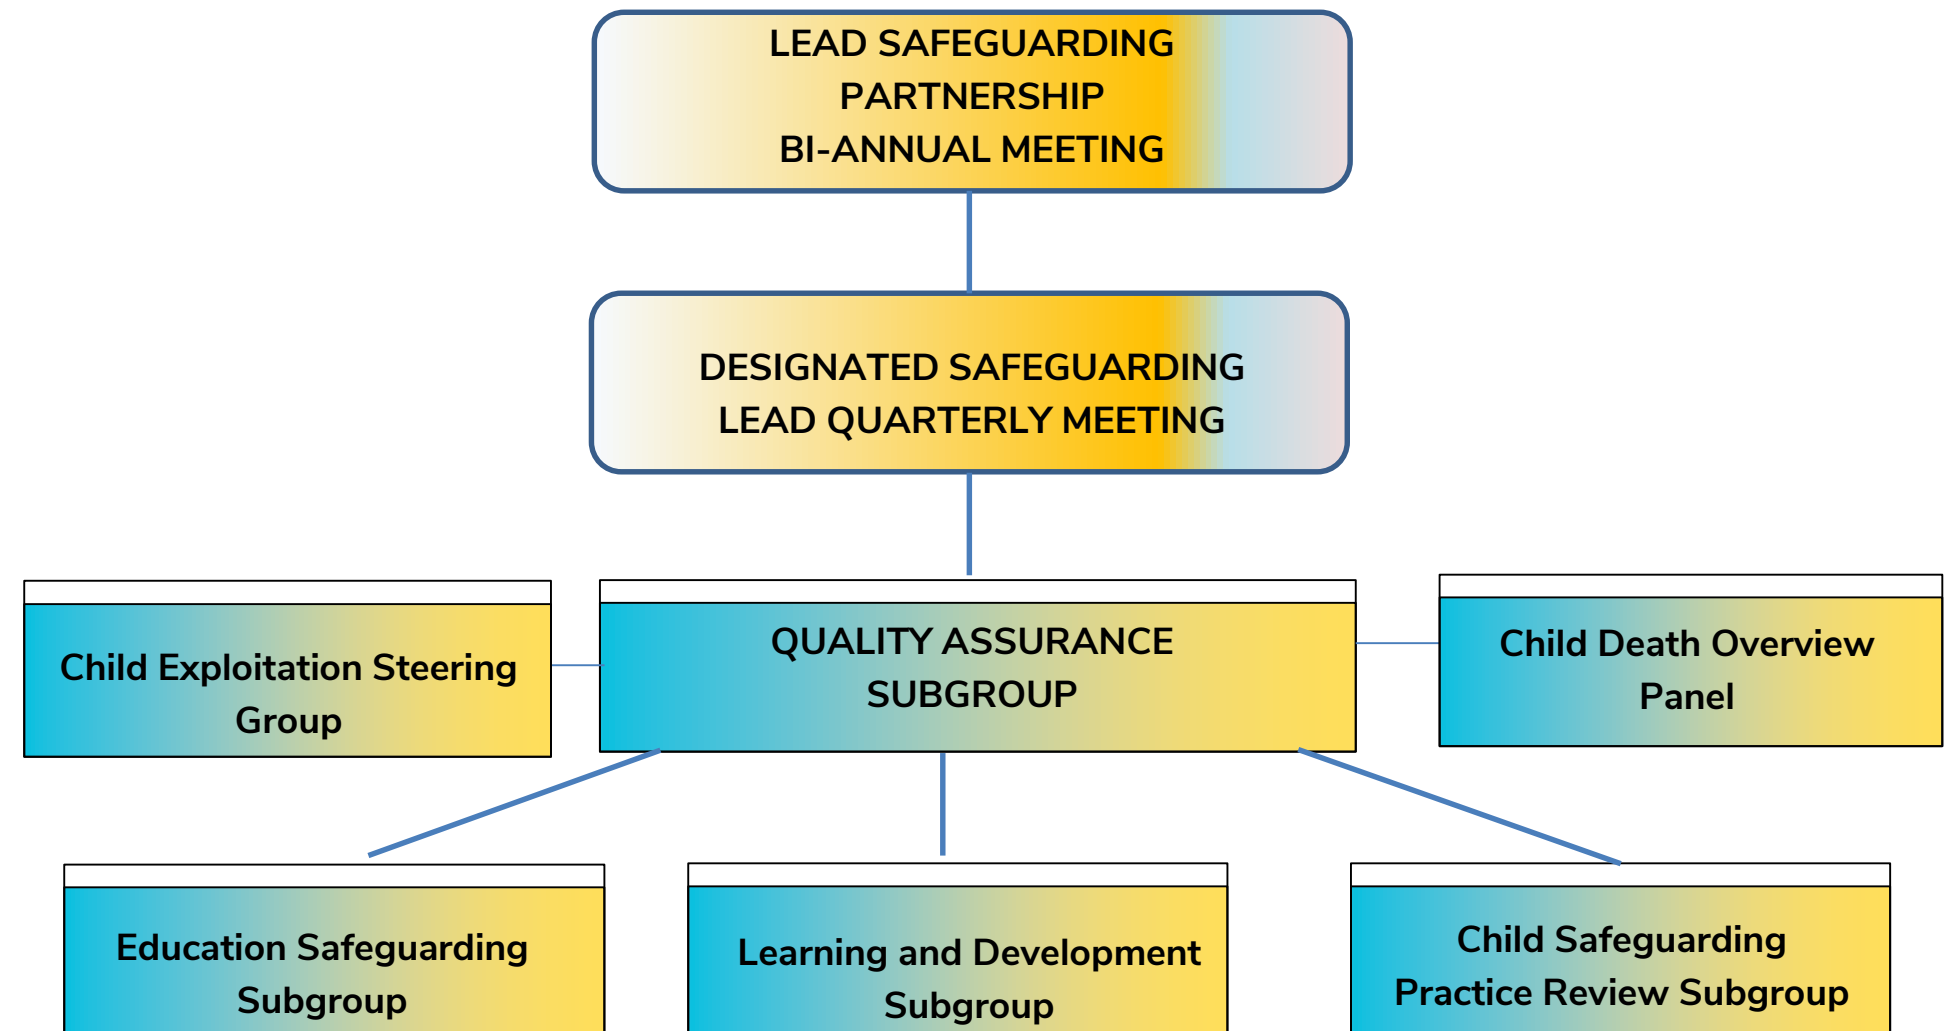 LEAD SAFEGUARDING
PARTNERSHIP
BI-ANNUAL MEETING
DESIGNATED SAFEGUARDING
LEAD QUARTERLY MEETING
Child Exploitation Steering
Group
QUALITY ASSURANCE
SUBGROUP
Child Death Overview
Panel
Education Safeguarding
Subgroup
Learning and Development
Subgroup
Child Safeguarding
Practice Review Subgroup